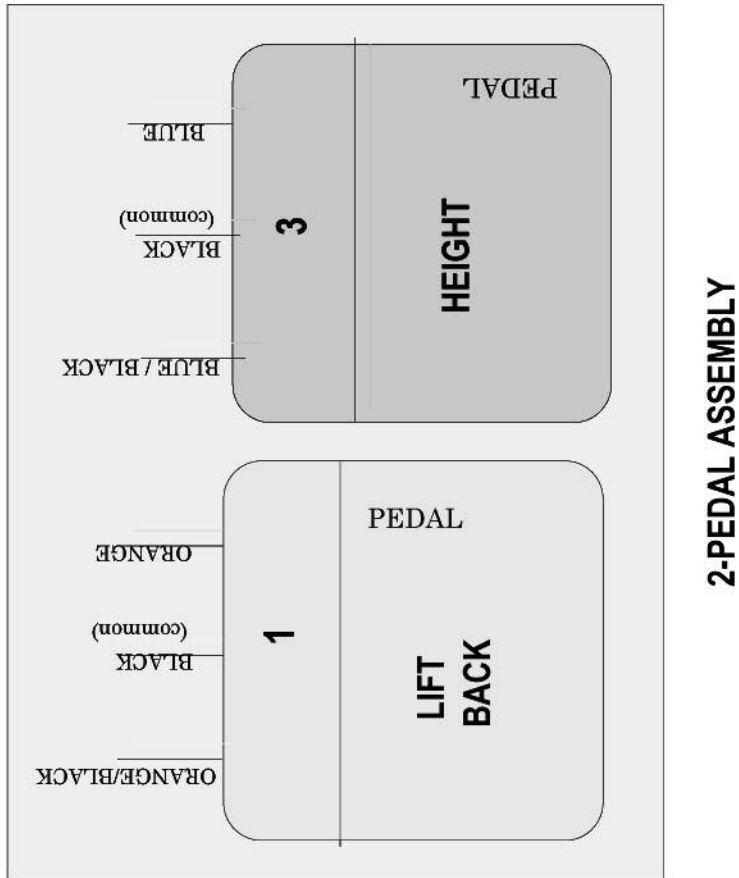 PEDAL
BLUE
(common)
BLACK
3
HEIGHT
BLUE / BLACK
PEDAL
ORANGE
(common)
BLACK
1
LIFT
BACK
ORANGE/BLACK
2-PEDAL ASSEMBLY